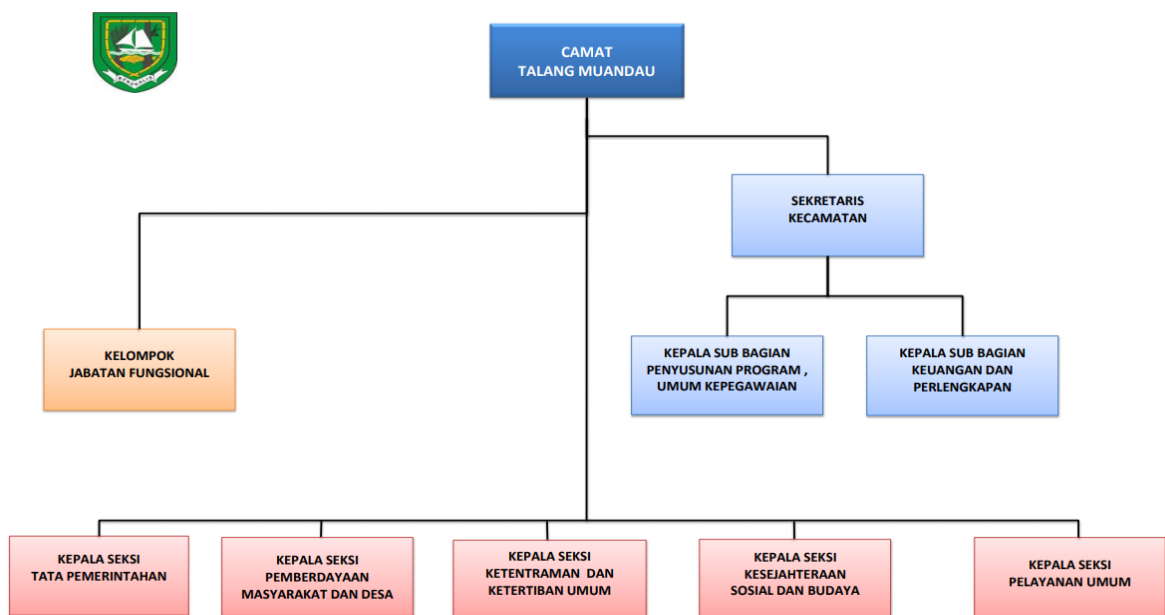 BENGKALIS
CAMAT
TALANG MUANDAU
SEKRETARIS
KECAMATAN
KELOMPOK
JABATAN FUNGSIONAL
KEPALA SUB BAGIAN
PENYUSUNAN PROGRAM ,
UMUM KEPEGAWAIAN
KEPALA SUB BAGIAN
KEUANGAN DAN
PERLENGKAPAN
KEPALA SEKSI
TATA PEMERINTAHAN
KEPALA SEKSI
PEMBERDAYAAN
MASYARAKAT DAN DESA
KEPALA SEKSI
KETENTRAMAN DAN
KETERTIBAN UMUM
KEPALA SEKSI
KESEJAHTERAAN
SOSIAL DAN BUDAYA
KEPALA SEKSI
PELAYANAN UMUM